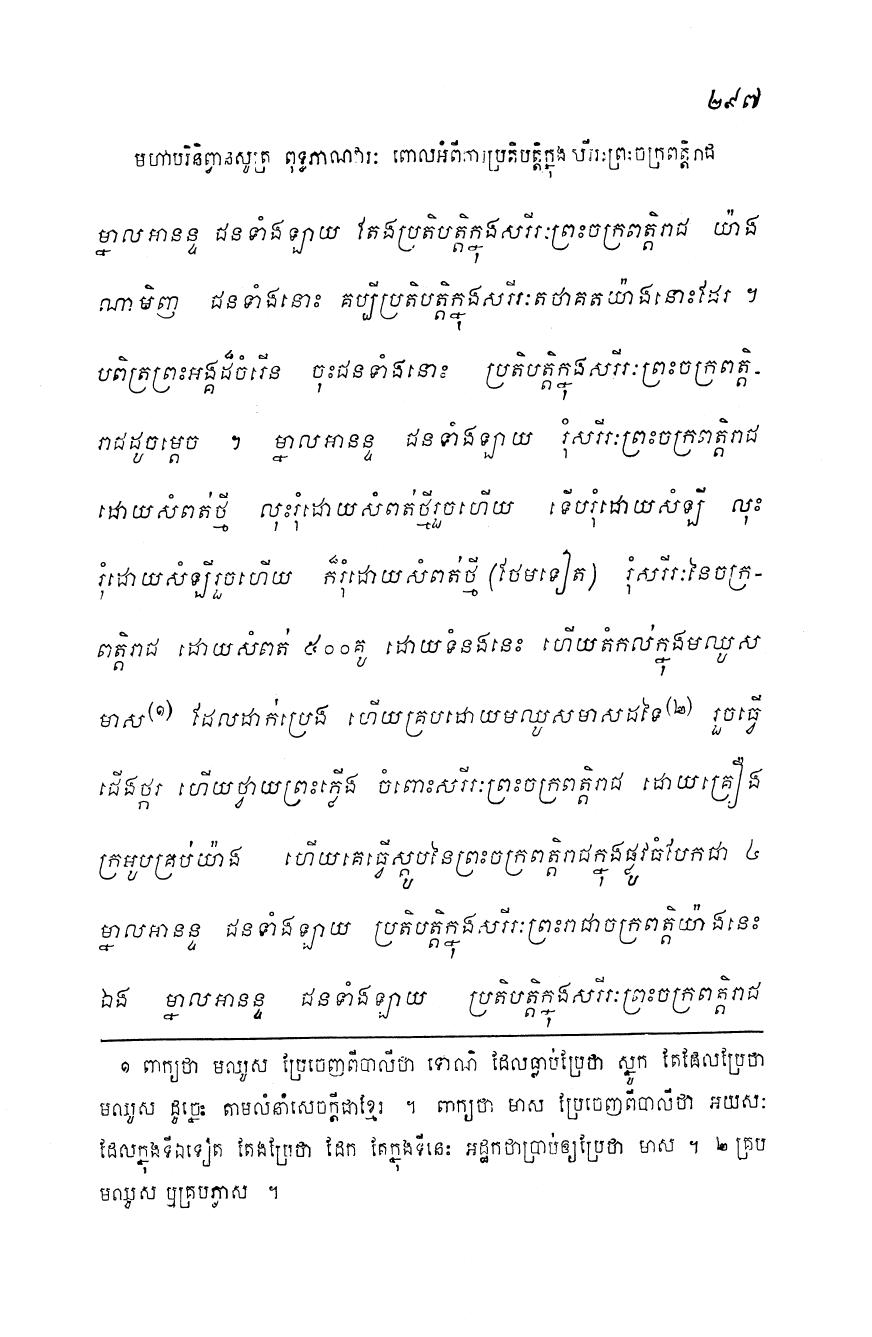 ២៩៧
មហាបរិនិព្វានសូត្រ ពុទ្ធភាណវារៈ ពោលអំពីការប្រតិបត្តិក្នុងសរីរៈព្រះចក្រពត្តិរាជ
ម្នាលអានន្ទ ជនទាំងឡាយ តែងប្រតិបត្តិក្នុងសរីរៈព្រះចក្រពត្តិរាជ យ៉ាង
ណាមិញ ជនទាំងនោះ គប្បីប្រតិបត្តិក្នុងសរីរៈតថាគតយ៉ាងនោះដែរ ។
បពិត្រព្រះអង្គដ៏ចំរើន ចុះជនទាំងនោះ ប្រតិបត្តិក្នុងសរីរៈព្រះចក្រពត្តិ-
រាជដូចម្តេច ។ ម្នាលអានន្ទ ជនទាំងឡាយ រុំសរីរៈព្រះចក្រពត្តិរាជ
ដោយសំពត់ថ្មី លុះរុំដោយសំពត់ថ្មីរួចហើយ ទើបរុំដោយសំឡី លុះ
រុំដោយសំឡីរួចហើយ ក៏រុំដោយសំពត់ថ្មី (ថែមទៀត) រុំសរីរៈនៃចក្រ-
ពត្តិរាជ ដោយសំពត់ ៥០០គូ ដោយទំនងនេះ ហើយតំកល់ក្នុងមឈូស
មាស(១) ដែលដាក់ប្រេង ហើយគ្របដោយមឈូសមាសដទៃ(២) រួចធ្វើ
ជើងថ្ករ ហើយថ្វាយព្រះភ្លើង ចំពោះសរីរៈព្រះចក្រពត្តិរាជ ដោយគ្រឿង
ក្រអូបគ្រប់យ៉ាង ហើយគេធ្វើស្តូបនៃព្រះចក្រពត្តិរាជក្នុងផ្លូវធំបែកជា ៤
ម្នាលអានន្ទ ជនទាំងឡាយ ប្រតិបត្តិក្នុងសរីរៈព្រះរាជាចក្រពត្តិយ៉ាងនេះ
ឯង ម្នាលអានន្ទ ជនទាំងឡាយ ប្រតិបត្តិក្នុងសរីរៈព្រះចក្រពត្តិរាជ
១ ពាក្យថា មឈូស ប្រែចេញពីបាលីថា ទោណិ ដែលធ្លាប់ប្រែថា ស្នូក តែដែលប្រែថា
មឈូស ដូច្នេះ តាមលំនាំសេចក្តីជាខ្មែរ ។ ពាក្យថា មាស ប្រែចេញពីបាលីថា អយសៈ
ដែលក្នុងទីឯទៀត តែងប្រែថា ដែក តែក្នុងទីនេះ អដ្ឋកថាប្រាប់ឲ្យប្រែថា មាស ។ ២ គ្រប
មឈូស ឬគ្របភ្វាស ។